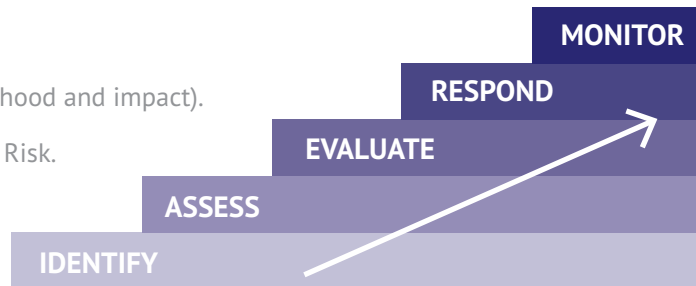 MONITOR
hood and impact).
RESPOND
Risk.
EVALUATE
ASSESS
IDENTIFY